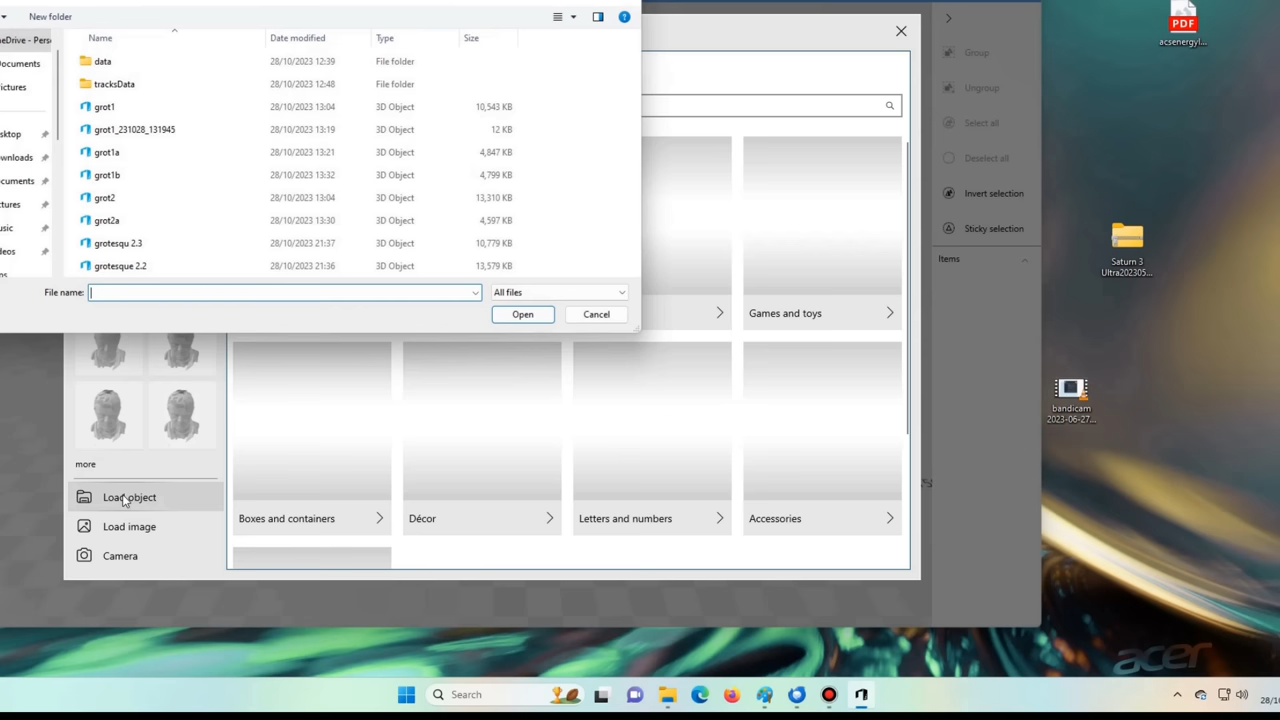 New folder
neDrive - Perso
ocuments
ictures
sktop
ownloads
ocuments
ctures
usic
deos
Name
Date modified
Type
Size
data 28/10/2023 12:39 File folder
tracksData 28/10/2023 12:48 File folder
grot1 28/10/2023 13:04 3D Object 10,543 KB
grot1_231028_131945 28/10/2023 13:19 3D Object 12 KB
grot1a 28/10/2023 13:21 3D Object 4,847 KB
grot1b 28/10/2023 13:32 3D Object 4,799 KB
grot2 28/10/2023 13:04 3D Object 13,310 KB
grot2a 28/10/2023 13:30 3D Object 4,597 KB
grotesqu 2.3 28/10/2023 21:37 3D Object 10,779 KB
grotesque 2.2 28/10/2023 21:36 3D Object 13,579 KB
File name:
All files
Open
Cancel
Games and toys
Boxes and containers
Décor
Letters and numbers
Accessories
more
Load object
Load image
Camera
Group
Ungroup
Select all
Deselect all
Invert selection
Sticky selection
Items
PDF
acsenergyl...
Saturn 3
Ultra202305...
bandicam
2023-06-27...
acer
Search
28/10